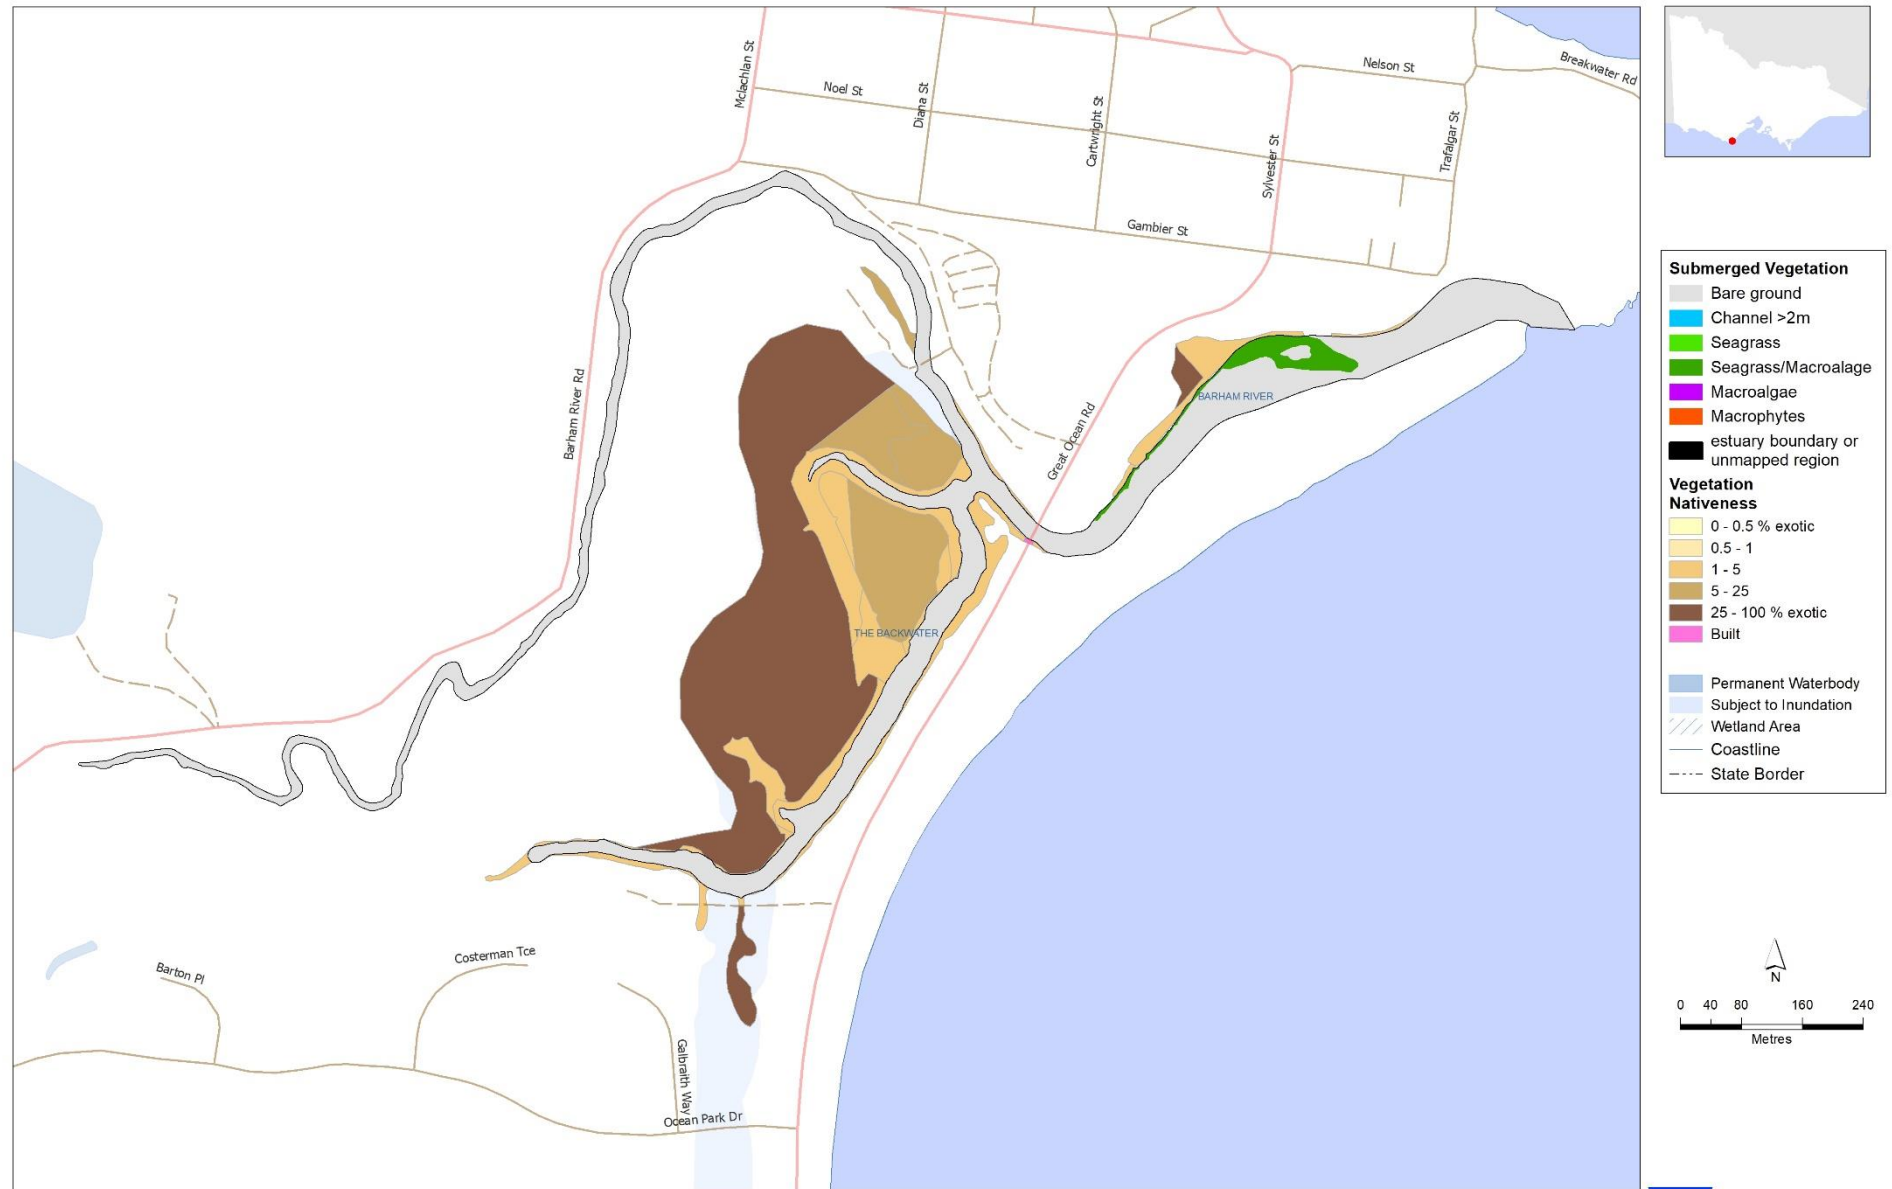 Mclachlan St
Noel St
Diana St
Cartwright St
Sylvester St
Nelson St
Trafalgar St
Breakwater Rd
Gambier St
Barham River Rd
Great Ocean Rd
BARHAM RIVER
THE BACKWATER
Barton Pl
Costerman Tce
Galbraith Way
Ocean Park Dr
Submerged Vegetation
Bare ground
Channel >2m
Seagrass
Seagrass/Macroalage
Macroalgae
Macrophytes
estuary boundary or
unmapped region
Vegetation
Nativeness
0 - 0.5 % exotic
0.5 - 1
1 - 5
5 - 25
25 - 100 % exotic
Built
Permanent Waterbody
Subject to Inundation
Wetland Area
Coastline
State Border
N
0 40 80 160 240
Metres